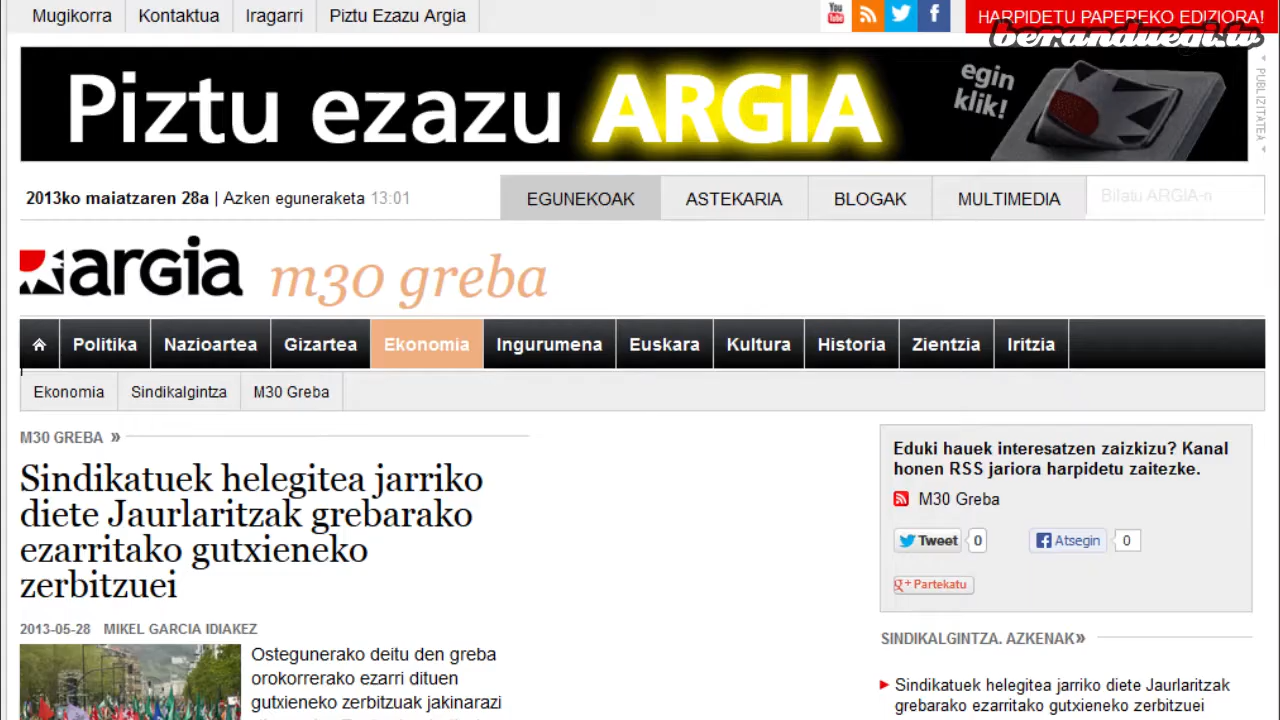 Mugikorra Kontaktua Iragarri Piztu Ezazu Argia
You Tube
HARPIDETU PAPEREKO EDIZIORA!
beranduegi.tv
Piztu ezazu ARGIA
egin
klik!
PUBLIZITATEA
2013ko maiatzaren 28a | Azken eguneraketa 13:01
EGUNEKOAK ASTEKARIA BLOGAK MULTIMEDIA
Bilatu ARGIA-n
argia m30 greba
Politika Nazioartea Gizartea Ekonomia Ingurumena Euskara Kultura Historia Zientzia Iritzia
Ekonomia Sindikalgintza M30 Greba
M30 GREBA »
Sindikatuek helegitea jarriko
diete Jaurlaritzak grebarako
ezarritako gutxieneko
zerbitzuei
2013-05-28 MIKEL GARCIA IDIAKEZ
Ostegunerako deitu den greba
orokorrerako ezarri dituen
gutxieneko zerbitzuak jakinarazi
Eduki hauek interesatzen zaizkizu? Kanal
honen RSS jariora harpidetu zaitezke.
M30 Greba
Tweet 0 Atsegin 0
g+ Partekatu
SINDIKALGINTZA. AZKENAK»
Sindikatuek helegitea jarriko diete Jaurlaritzak
grebarako ezarritako gutxieneko zerbitzuei